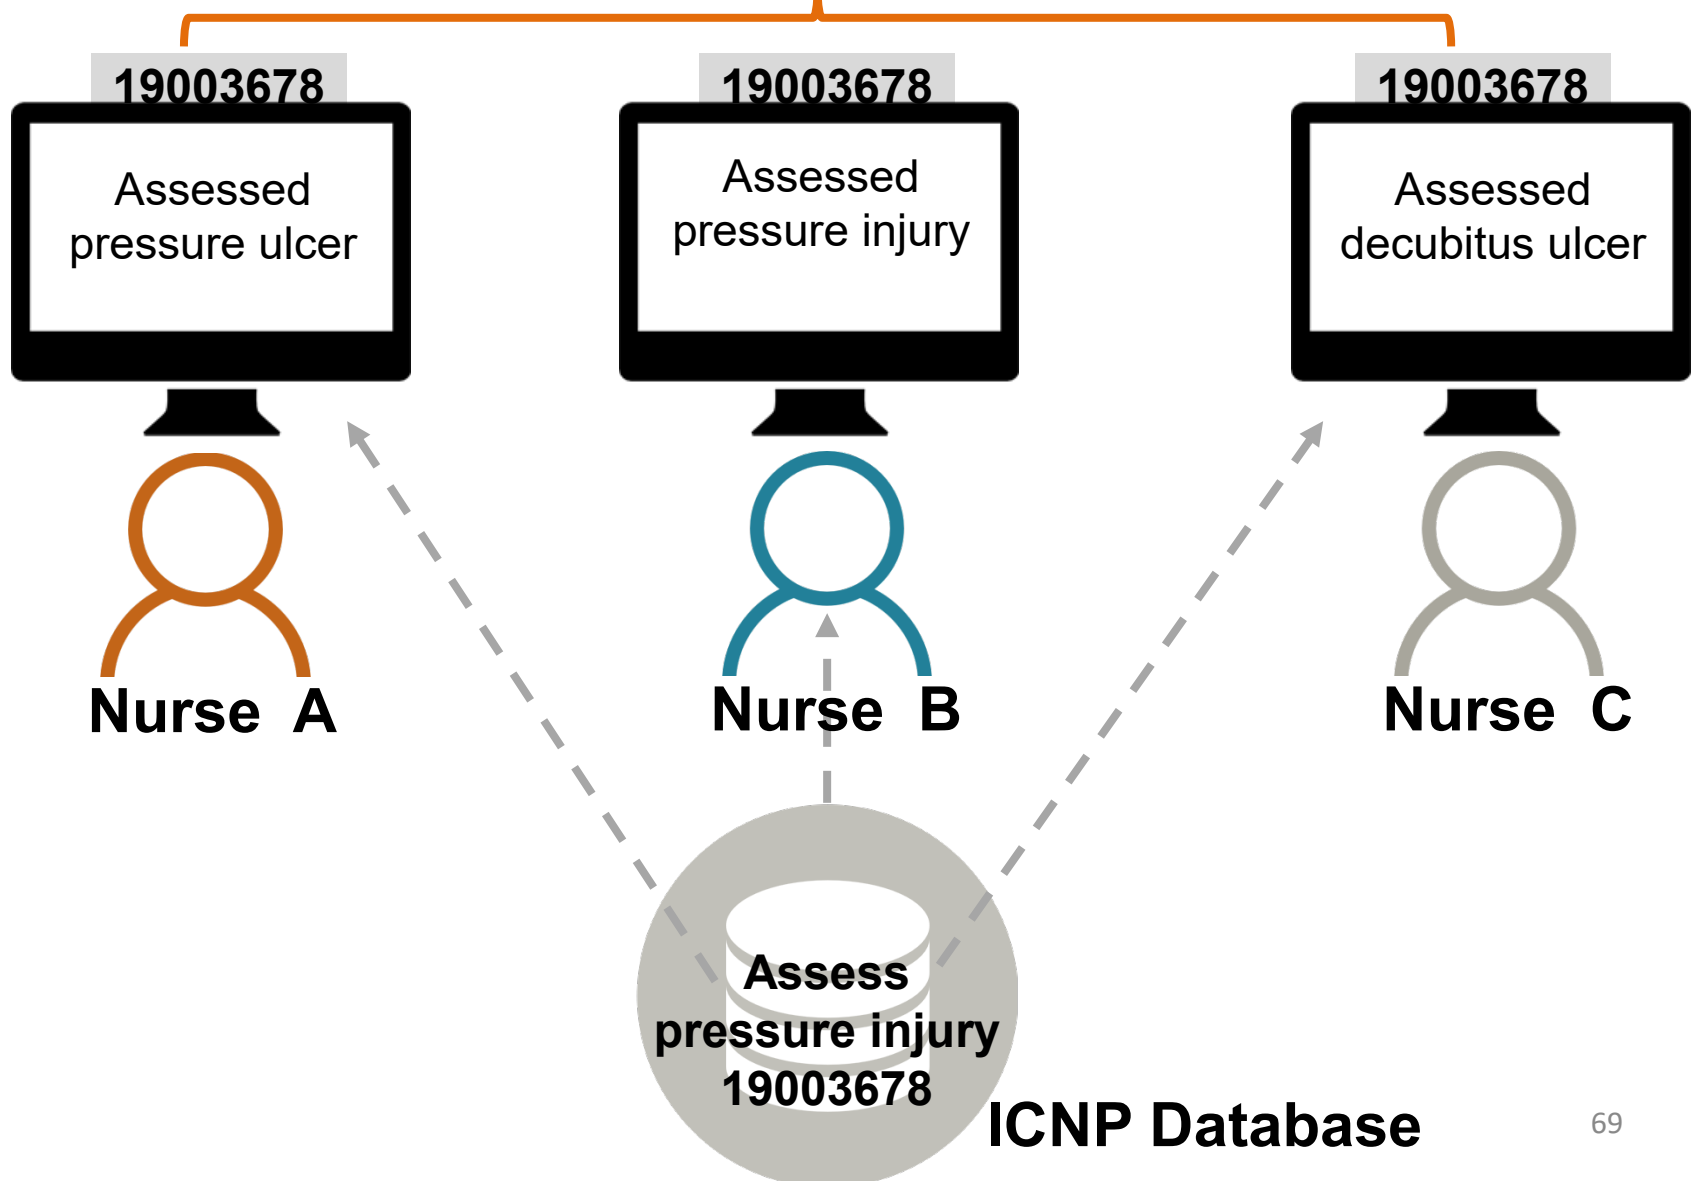 19003678
19003678
19003678
Assessed
pressure ulcer
Assessed
pressure injury
Assessed
decubitus ulcer
Nurse A
Nurse B
Nurse C
Assess
pressure injury
19003678
ICNP Database
69